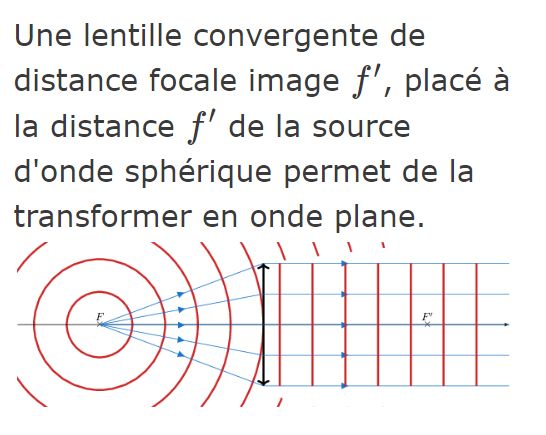 Une lentille convergente de
distance focale image f′, placé à
la distance f′ de la source
d'onde sphérique permet de la
transformer en onde plane.
F F′